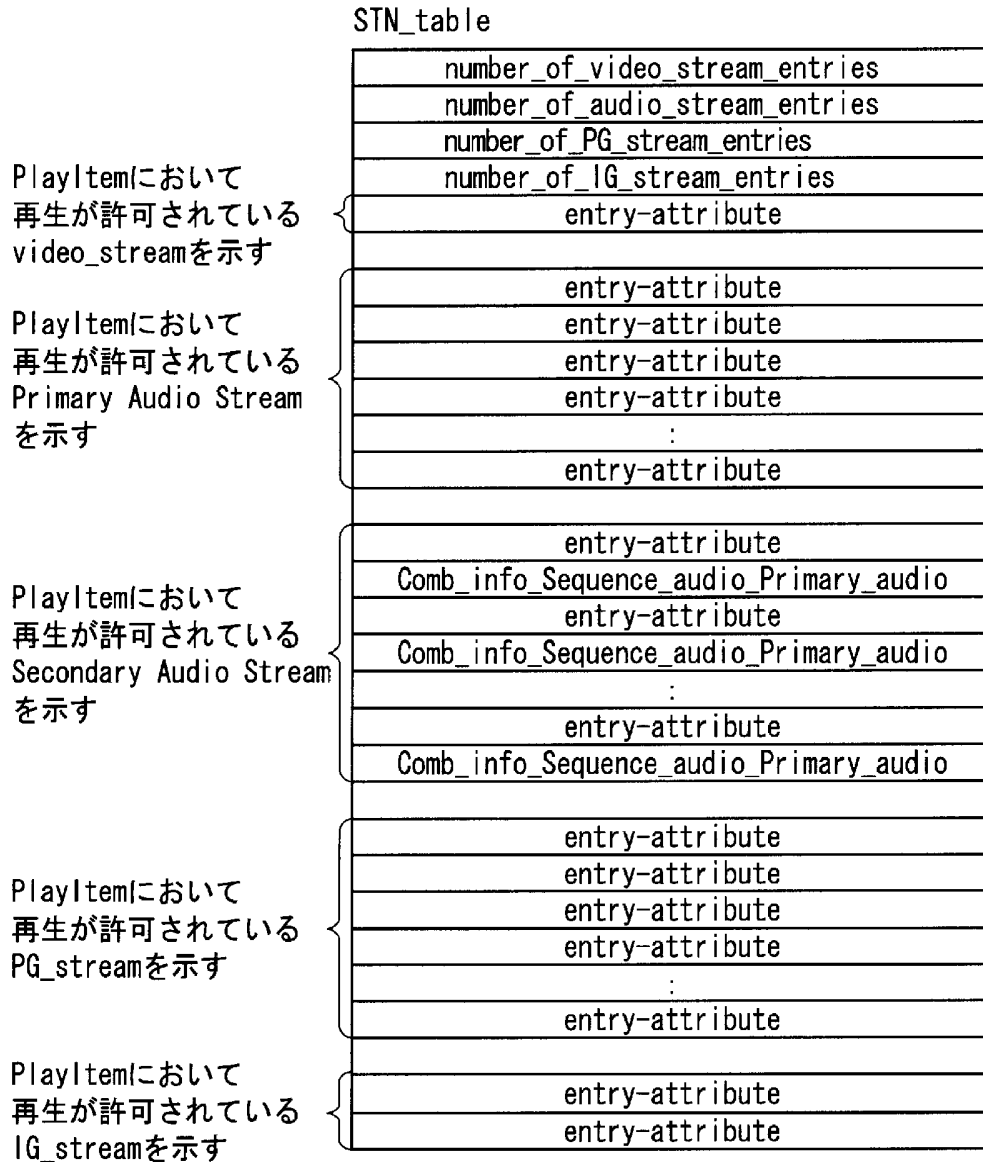 STN_table
number_of_video_stream_entries
number_of_audio_stream_entries
number_of_PG_stream_entries
number_of_IG_stream_entries
PlayItemにおいて
再生が許可されている
video_streamを示す
entry-attribute
PlayItemにおいて
再生が許可されている
Primary Audio Stream
を示す
entry-attribute
entry-attribute
entry-attribute
entry-attribute
:
entry-attribute
PlayItemにおいて
再生が許可されている
Secondary Audio Stream
を示す
entry-attribute
Comb_info_Sequence_audio_Primary_audio
entry-attribute
Comb_info_Sequence_audio_Primary_audio
:
entry-attribute
Comb_info_Sequence_audio_Primary_audio
PlayItemにおいて
再生が許可されている
PG_streamを示す
entry-attribute
entry-attribute
entry-attribute
entry-attribute
:
entry-attribute
PlayItemにおいて
再生が許可されている
IG_streamを示す
entry-attribute
entry-attribute